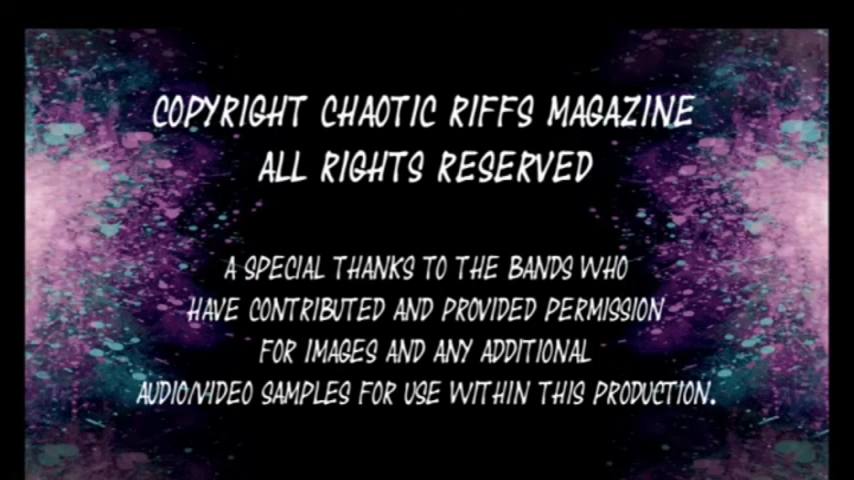 COPYRIGHT CHAOTIC RIFFS MAGAZINE
ALL RIGHTS RESERVED
A SPECIAL THANKS TO THE BANDS WHO
HAVE CONTRIBUTED AND PROVIDED PERMISSION
FOR IMAGES AND ANY ADDITIONAL
AUDIO/VIDEO SAMPLES FOR USE WITHIN THIS PRODUCTION.